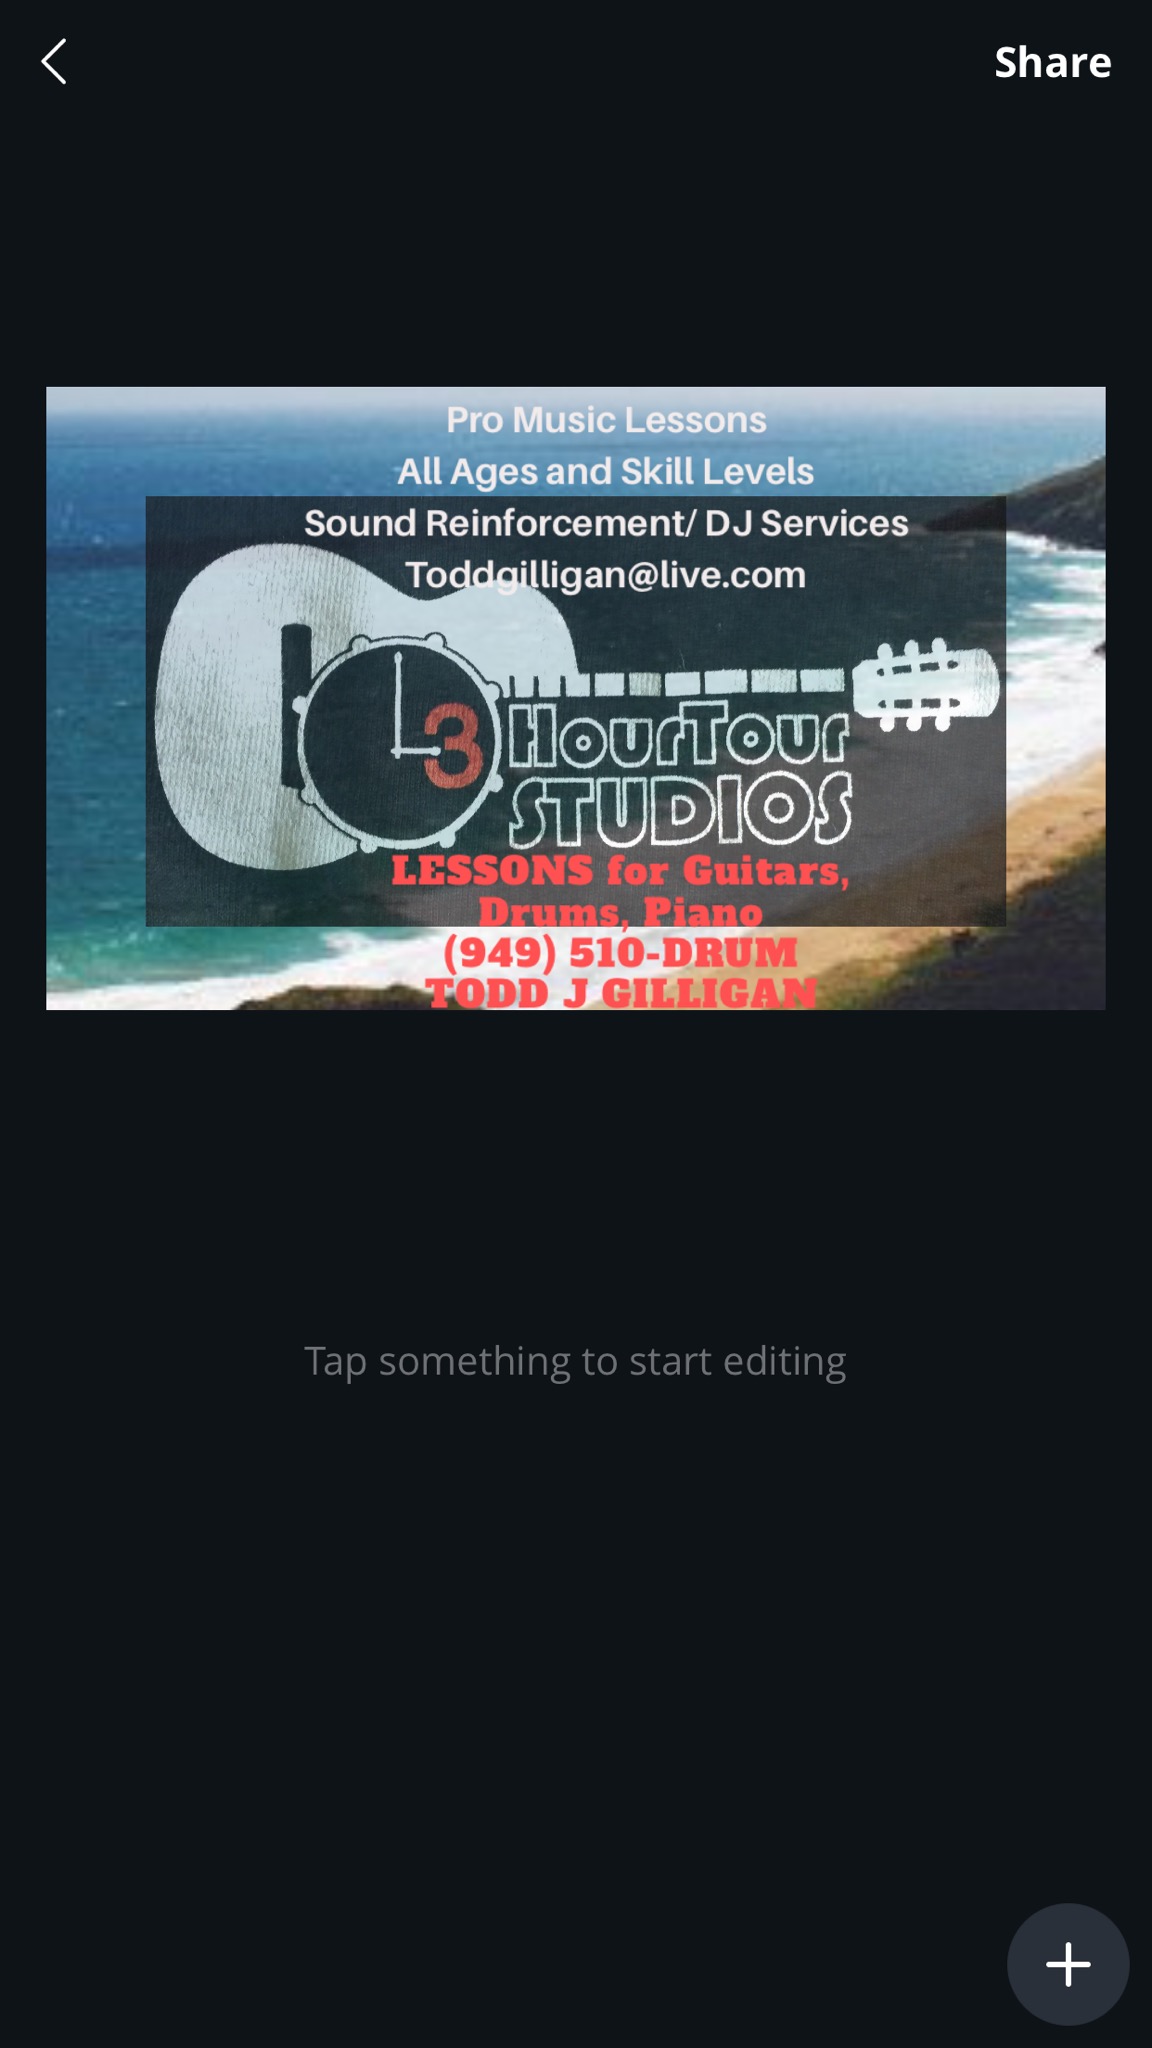 Share
Pro Music Lessons
All Ages and Skill Levels
Sound Reinforcement/ DJ Services
Toddgilligan@live.com
3 HourTour
STUDIOS
LESSONS for Guitars,
Drums, Piano
(949) 510-DRUM
TODD J GILLIGAN
Tap something to start editing